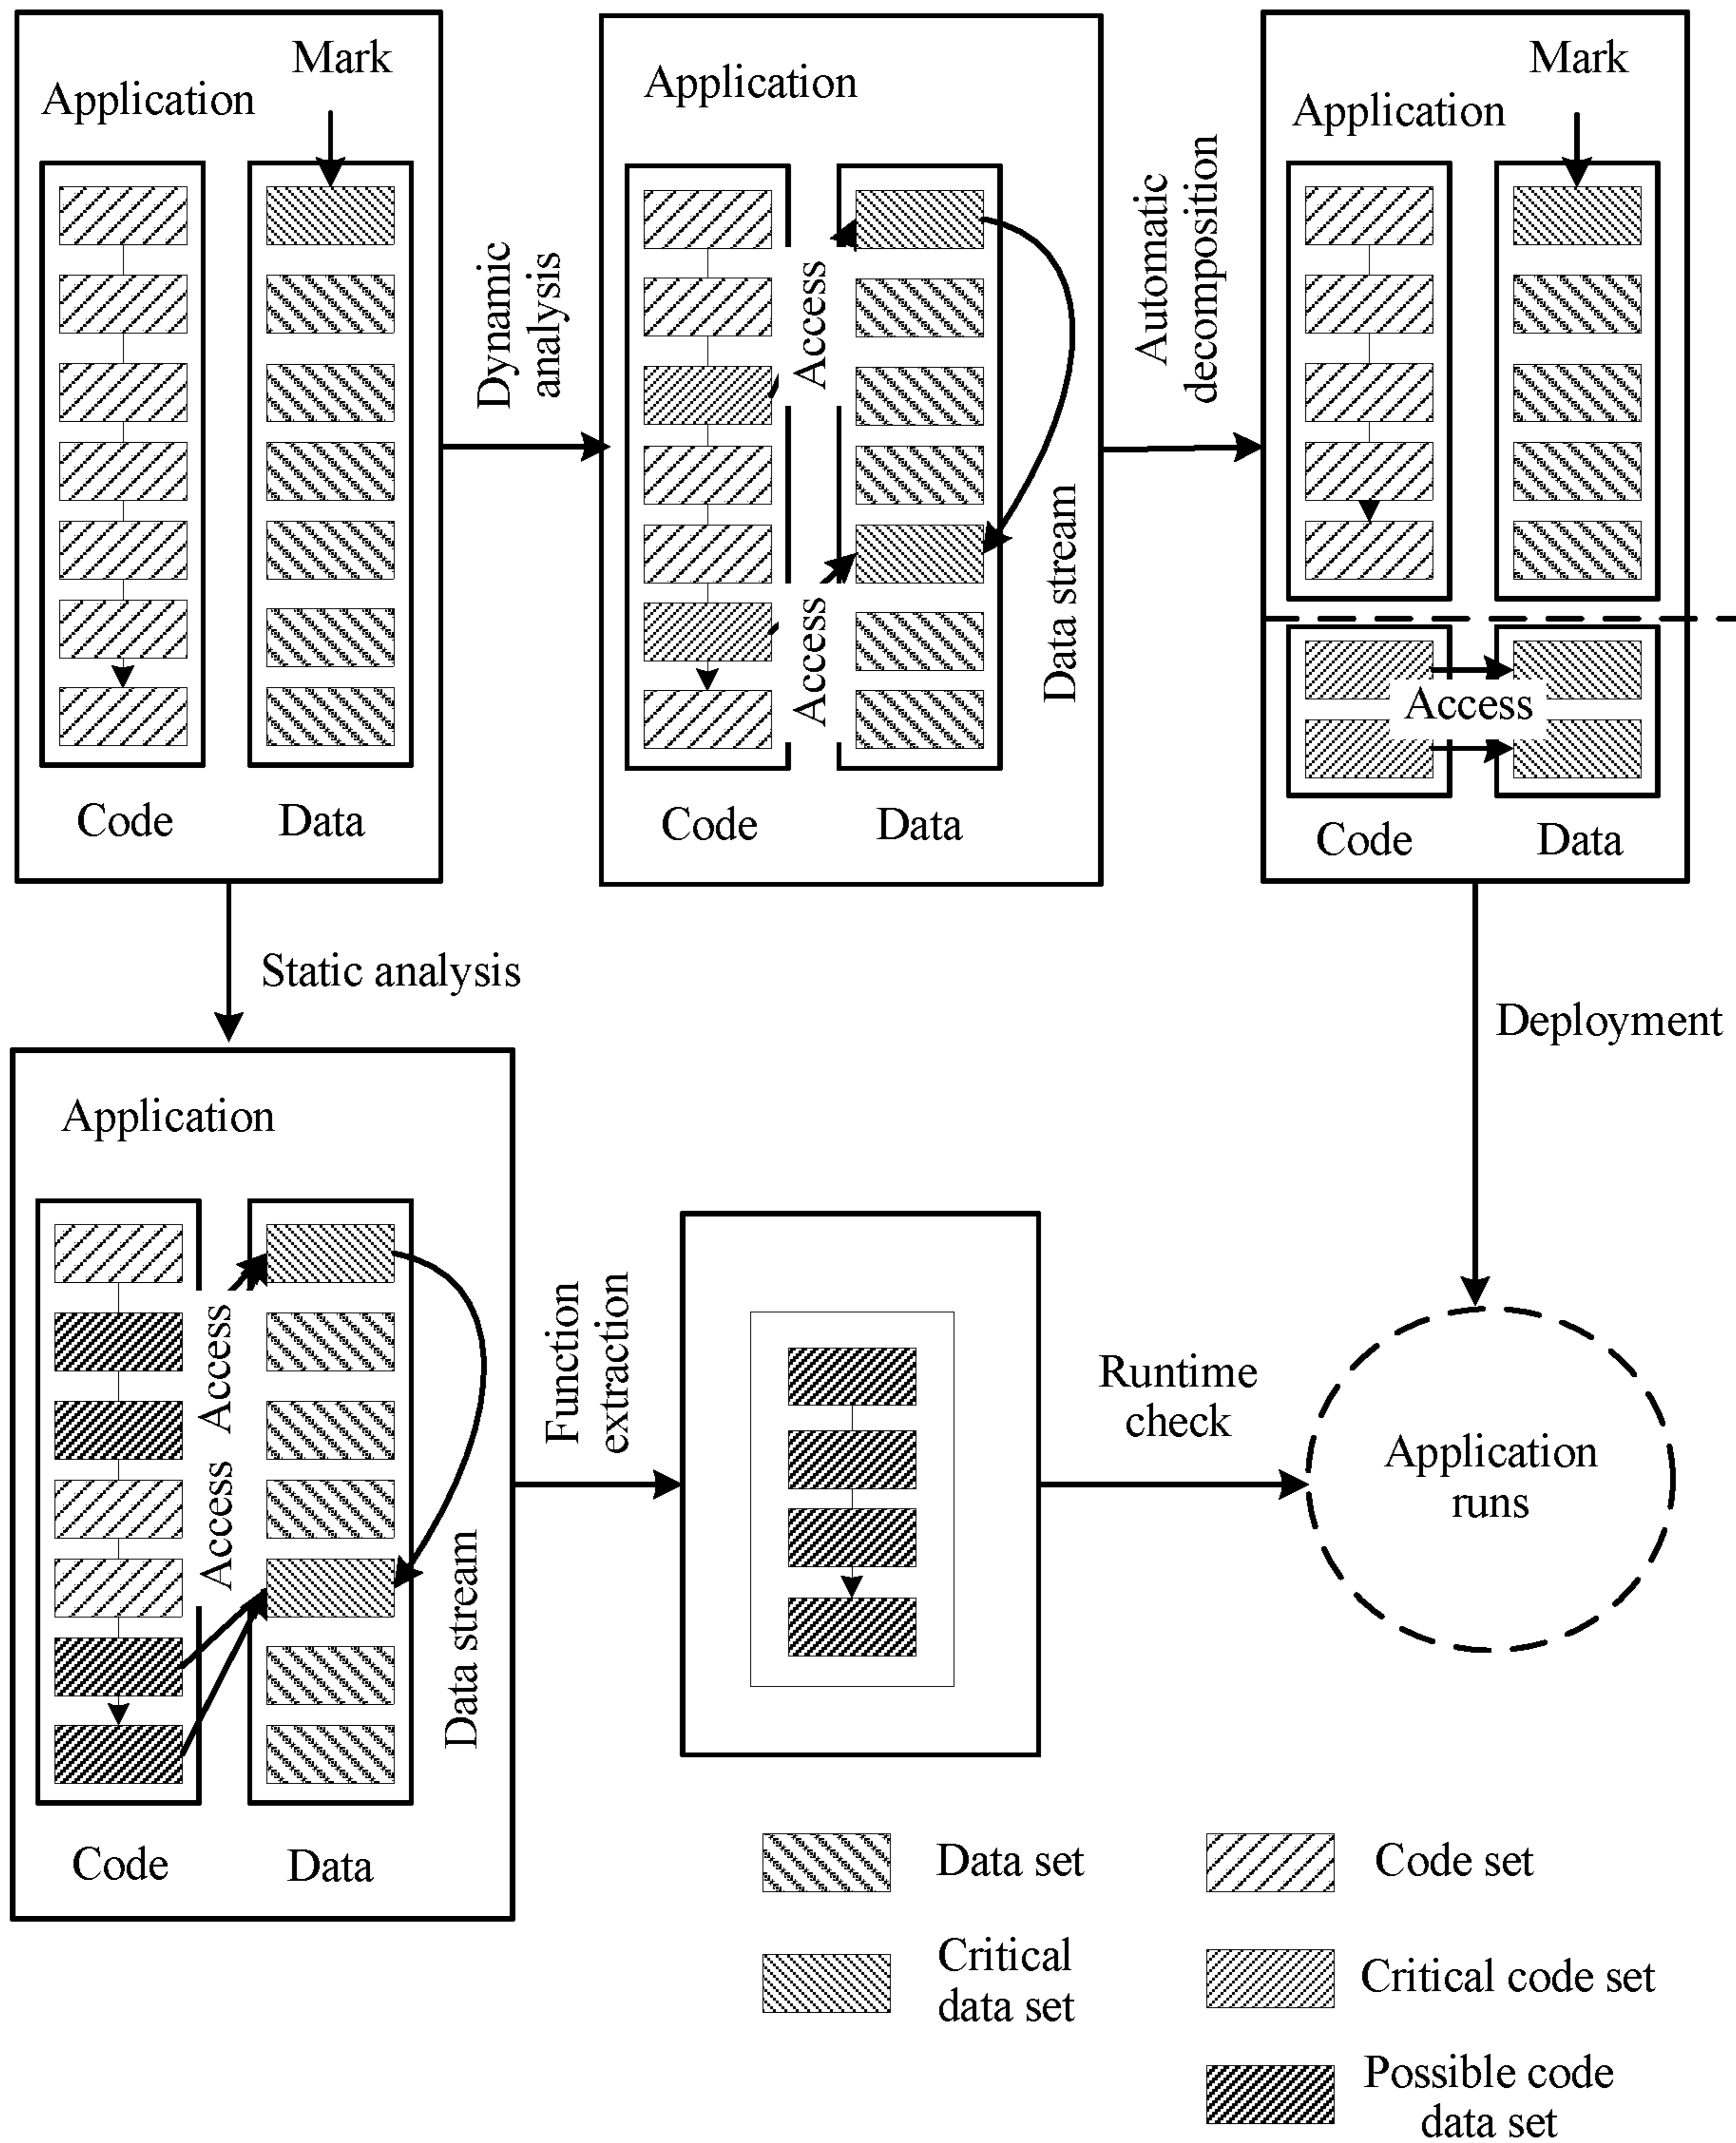 Mark
Application
Code
Data
Dynamic
analysis
Application
Access
Access
Data stream
Code
Data
Automatic
decomposition
Mark
Application
Access
Code
Data
Static analysis
Deployment
Application
Access
Access
Data stream
Code
Data
Function
extraction
Runtime
check
Application
runs
Data set
Code set
Critical
data set
Critical code set
Possible code
data set